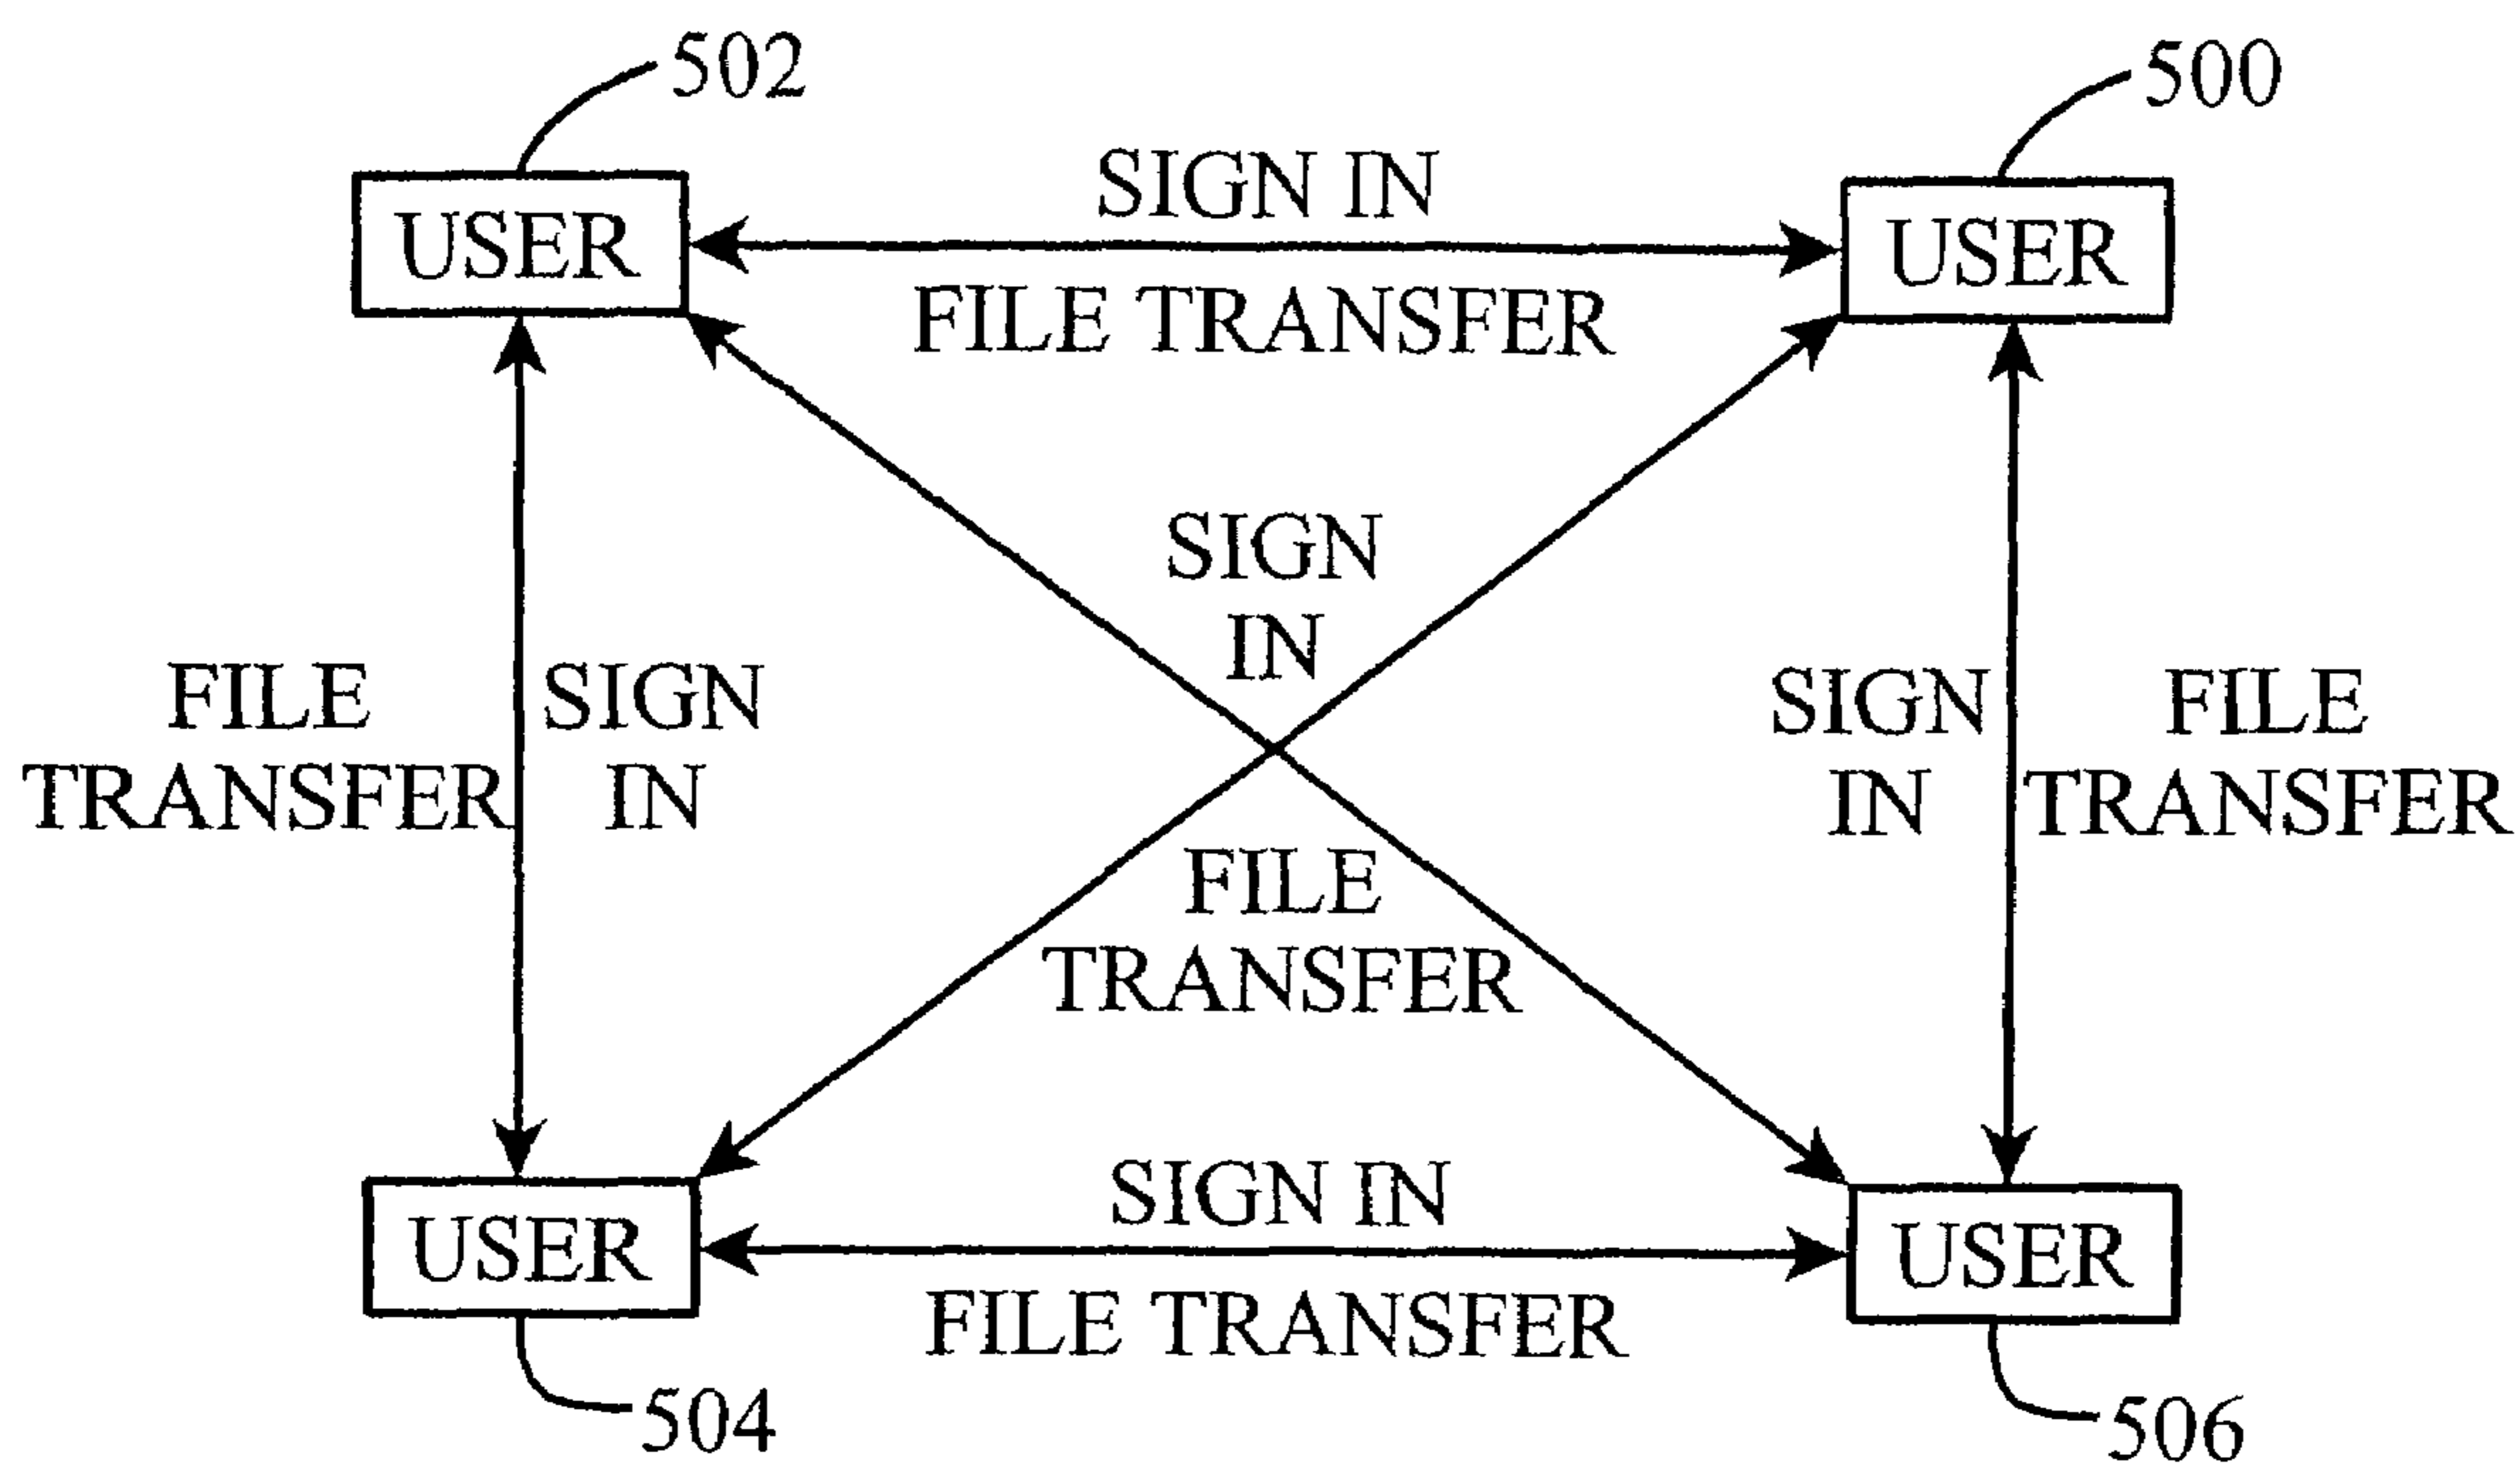 502
500
SIGN IN
USER
USER
FILE TRANSFER
SIGN
IN
FILE
TRANSFER
SIGN
IN
SIGN
IN
FILE
TRANSFER
FILE
TRANSFER
SIGN IN
USER
USER
FILE TRANSFER
504
506